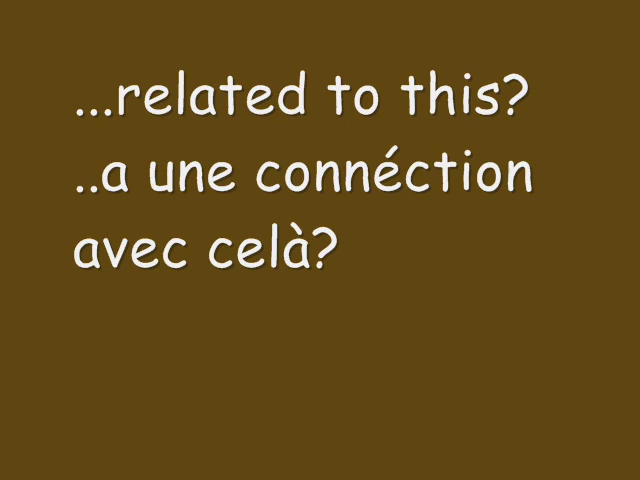 ...related to this?
..a une connéction
avec celà?